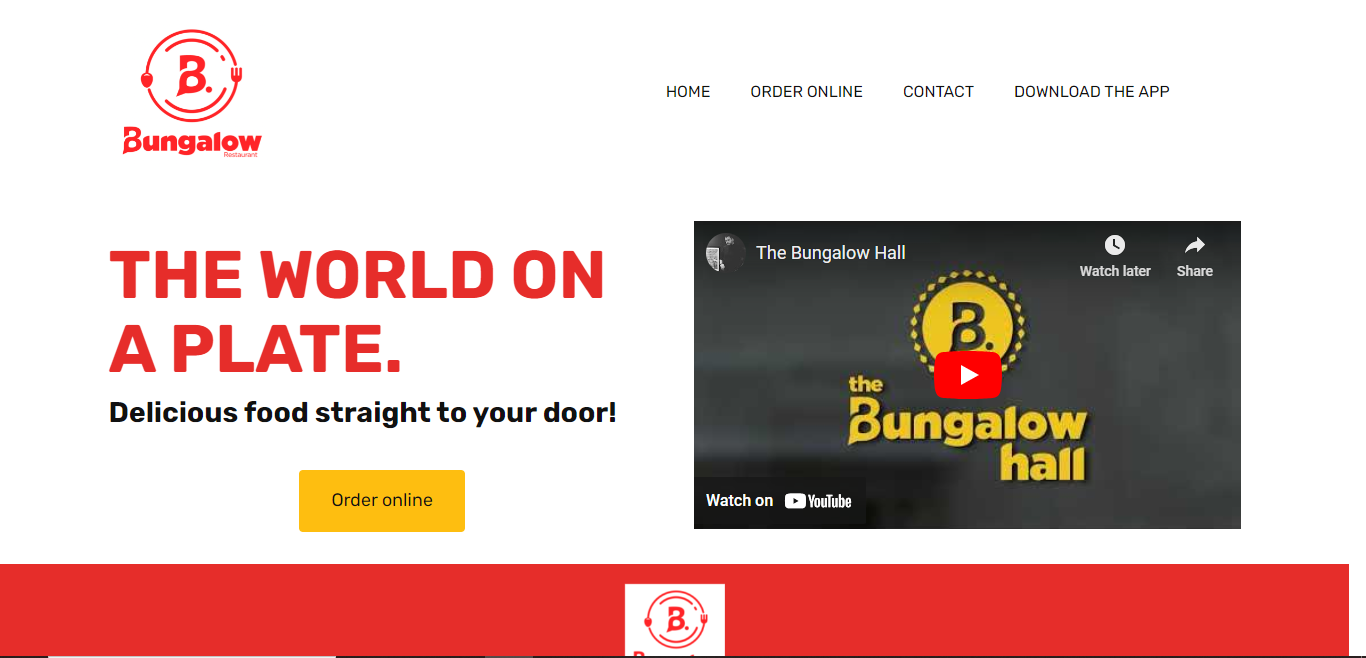 B.
Bungalow
Restaurant
HOME
ORDER ONLINE
CONTACT
DOWNLOAD THE APP
THE WORLD ON
A PLATE.
Delicious food straight to your door!
Order online
The Bungalow Hall
Watch later
Share
B.
the
Bungalow
hall
Watch on YouTube
B.